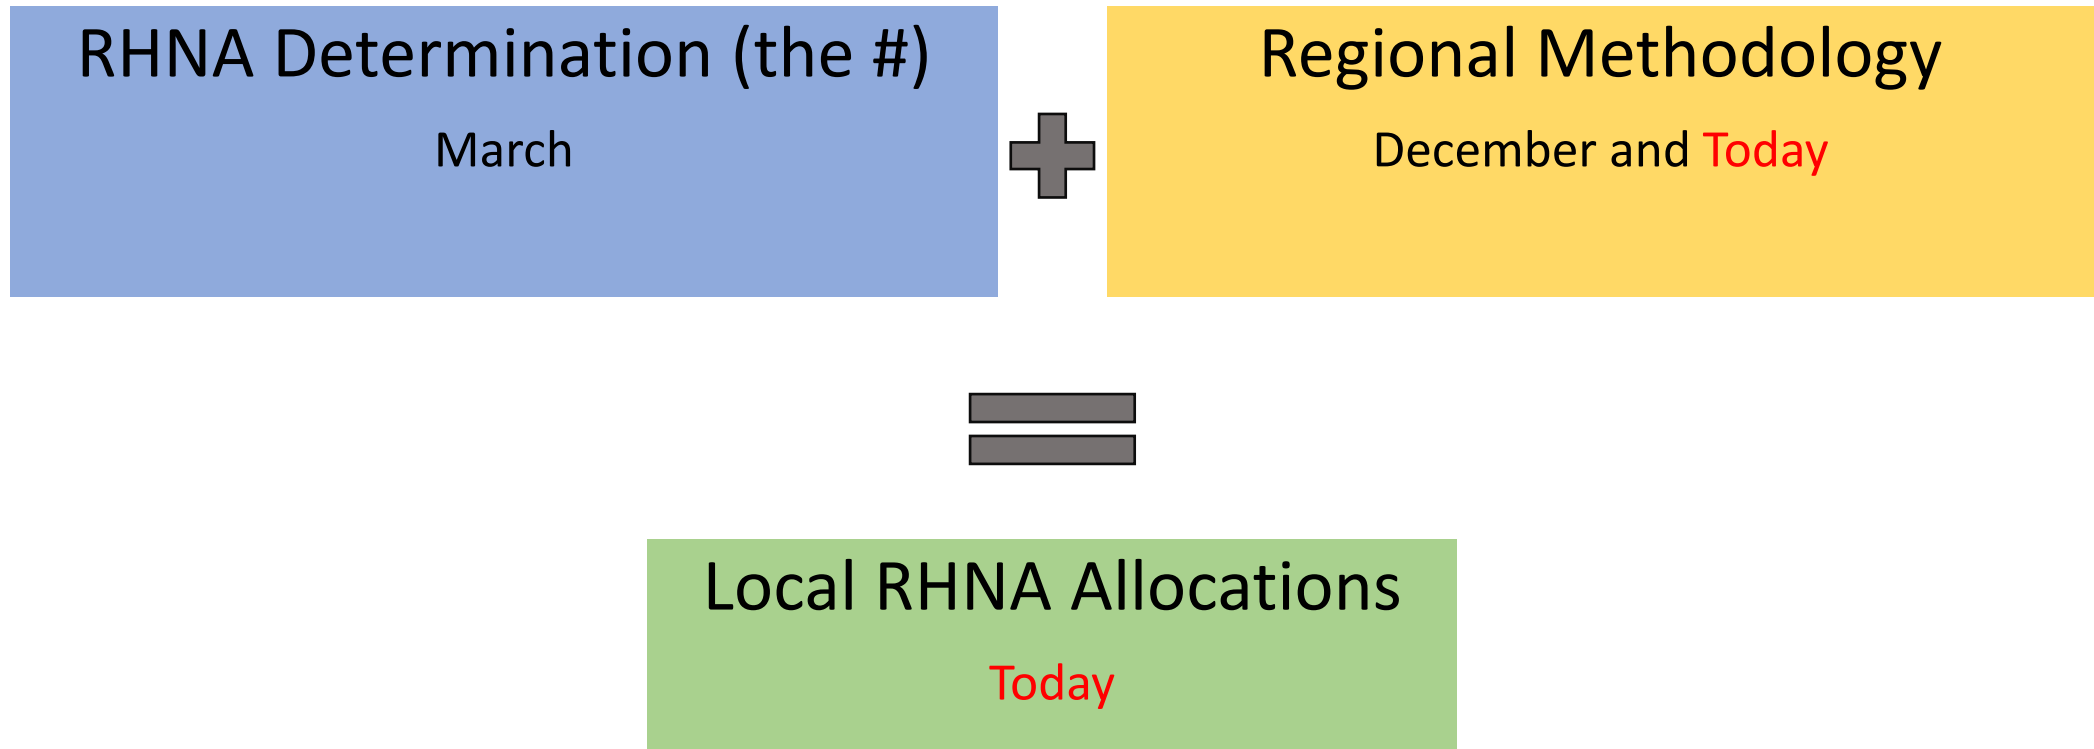 RHNA Determination (the #)
March
Regional Methodology
December and Today
Local RHNA Allocations
Today